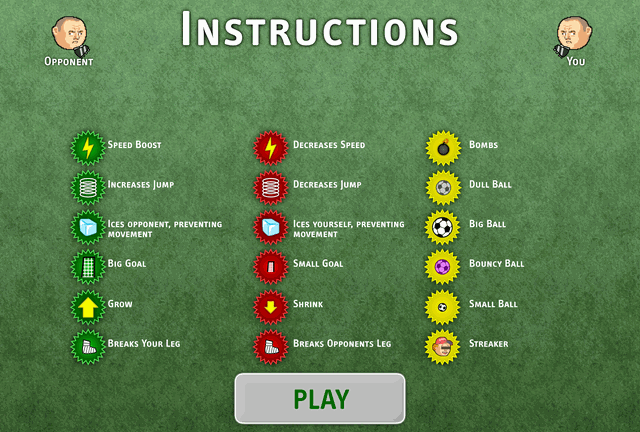 Instructions
Opponent
You
Speed Boost
Decreases Speed
Bombs
Increases Jump
Decreases Jump
Dull Ball
Ices opponent, preventing
movement
Ices yourself, preventing
movement
Big Ball
Big Goal
Small Goal
Bouncy Ball
Grow
Shrink
Small Ball
Breaks Your Leg
Breaks Opponents Leg
Streaker
PLAY